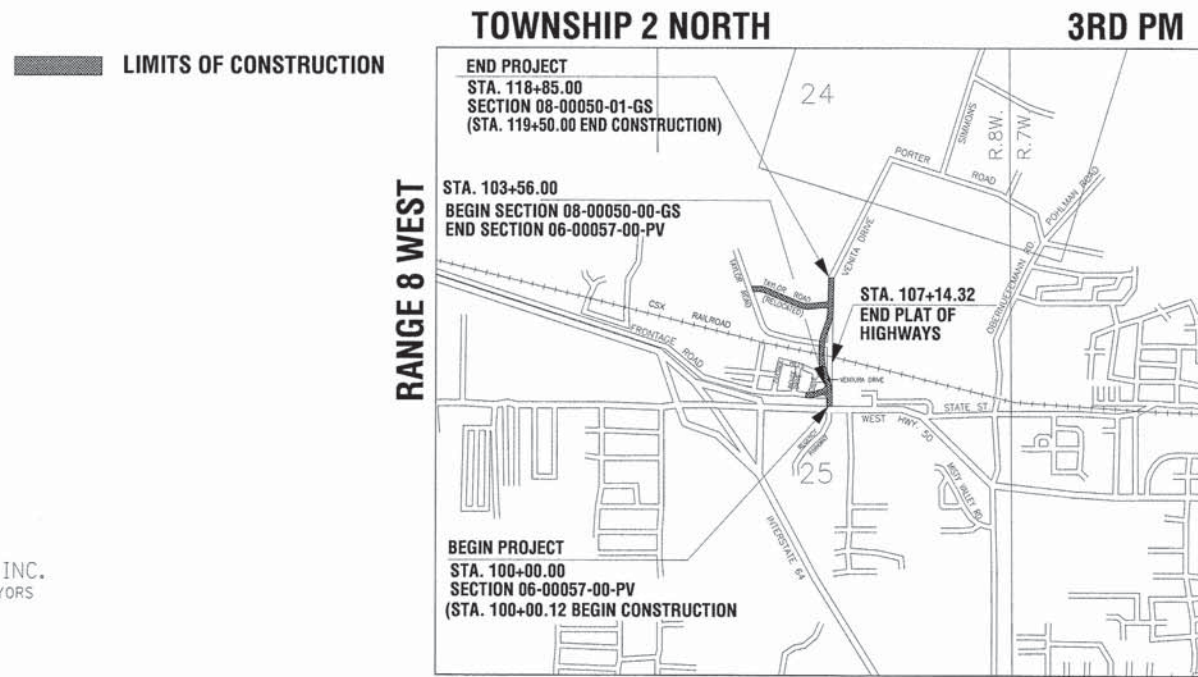 TOWNSHIP 2 NORTH
3RD PM
LIMITS OF CONSTRUCTION
RANGE 8 WEST
END PROJECT
STA. 118+85.00
SECTION 08-00050-01-GS
(STA. 119+50.00 END CONSTRUCTION)
24
SIMMONS
R.8W.
R.7W.
PORTER
ROAD
POHLMAN ROAD
STA. 103+56.00
BEGIN SECTION 08-00050-00-GS
END SECTION 06-00057-00-PV
VENITA DRIVE
TAYLOR ROAD
TAYLOR ROAD
(RELOCATED)
STA. 107+14.32
END PLAT OF
HIGHWAYS
OBERNUEFEMANN RD
CSX
RAILROAD
FRONTAGE ROAD
VENTURA DRIVE
STATE ST.
WEST HWY. 50
REGENCY
25
MISTY VALLEY RD
INTERSTATE 64
BEGIN PROJECT
STA. 100+00.00
SECTION 06-00057-00-PV
(STA. 100+00.12 BEGIN CONSTRUCTION
INC.
YORS